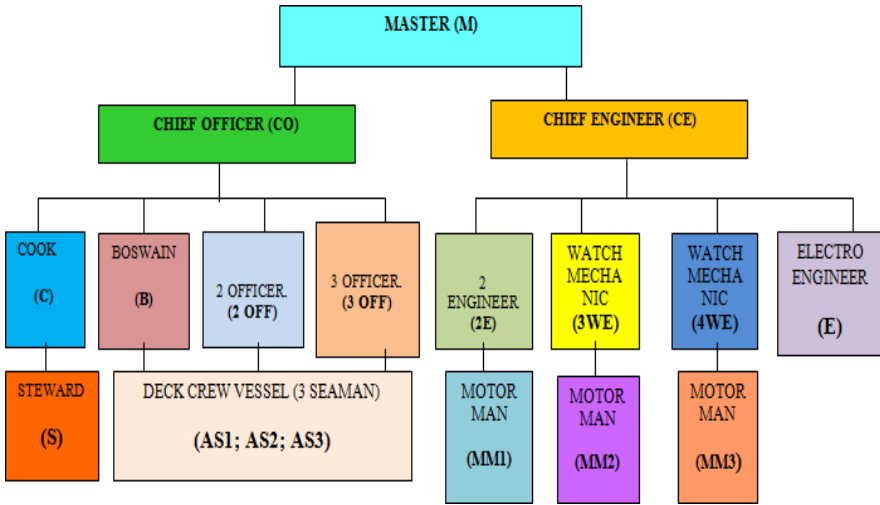 MASTER (M)
CHIEF OFFICER (CO)
CHIEF ENGINEER (CE)
COOK
(C)
BOSWAIN
(B)
2 OFFICER.
(2 OFF)
3 OFFICER.
(3 OFF)
2
ENGINEER
(2E)
WATCH
MECHA
NIC
(3WE)
WATCH
MECHA
NIC
(4WE)
ELECTRO
ENGINEER
(E)
STEWARD
(S)
DECK CREW VESSEL (3 SEAMAN)
(AS1; AS2; AS3)
MOTOR
MAN
(MM1)
MOTOR
MAN
(MM2)
MOTOR
MAN
(MM3)